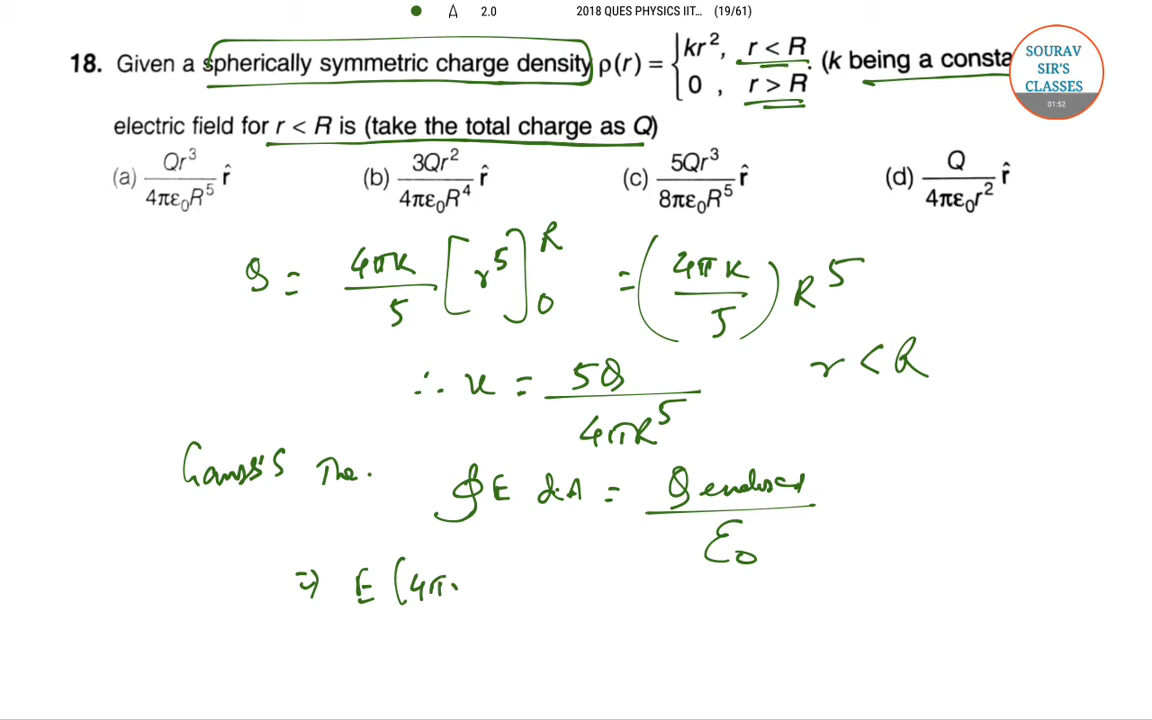 2.0 2018 QUES PHYSICS IIT... (19/61)
18. Given a spherically symmetric charge density ρ(r) = { kr², r < R
0 , r > R . (k being a consta
SOURAV SIR'S CLASSES
01:52
electric field for r < R is (take the total charge as Q)
(a) Qr³/4πε₀R⁵ r̂ (b) 3Qr²/4πε₀R⁴ r̂ (c) 5Qr³/8πε₀R⁵ r̂ (d) Q/4πε₀r² r̂
Q = 4πk/5 [r⁵]₀ᴿ = (4πk/5) R⁵
∴ k = 5Q/4πR⁵ r < R
Gauss's The. ∮E d.A = Q enclosed/ε₀
⇒ E (4π